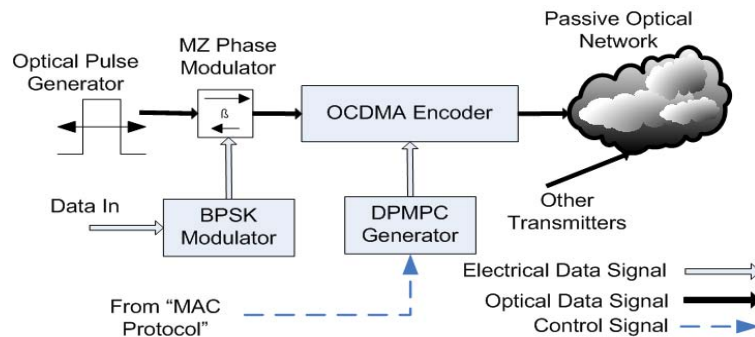 Optical Pulse
Generator
MZ Phase
Modulator
ß
OCDMA Encoder
Passive Optical
Network
Data In
BPSK
Modulator
DPMPC
Generator
Other
Transmitters
From “MAC
Protocol”
Electrical Data Signal
Optical Data Signal
Control Signal